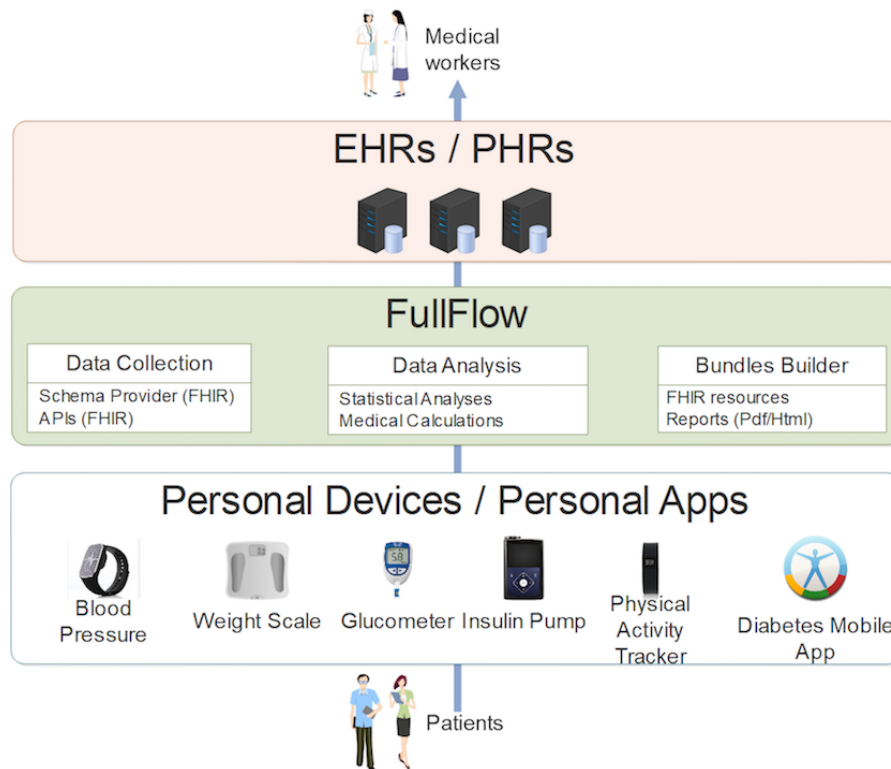 Medical
workers
EHRs / PHRs
FullFlow
Data Collection
Schema Provider (FHIR)
APIs (FHIR)
Data Analysis
Statistical Analyses
Medical Calculations
Bundles Builder
FHIR resources
Reports (Pdf/Html)
Personal Devices / Personal Apps
Blood
Pressure
Weight Scale
5.8
Glucometer
Insulin Pump
Physical
Activity
Tracker
Diabetes Mobile
App
Patients